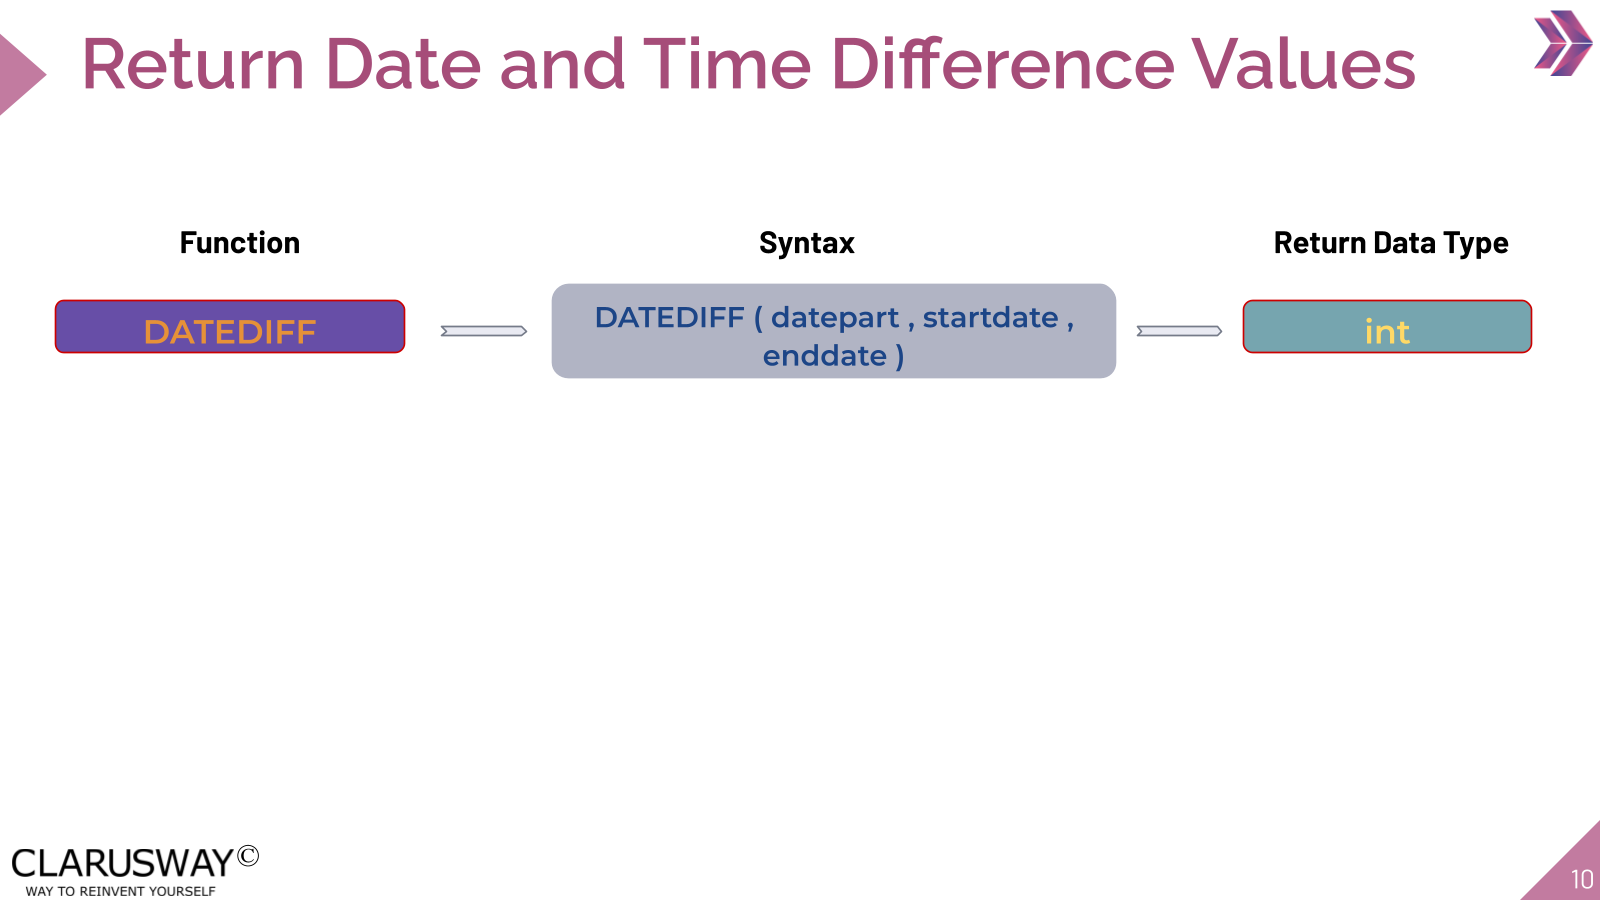 Return Date and Time Difference Values
Function
Syntax
Return Data Type
DATEDIFF
DATEDIFF ( datepart , startdate ,
enddate )
int
CLARUSWAY©
WAY TO REINVENT YOURSELF
10